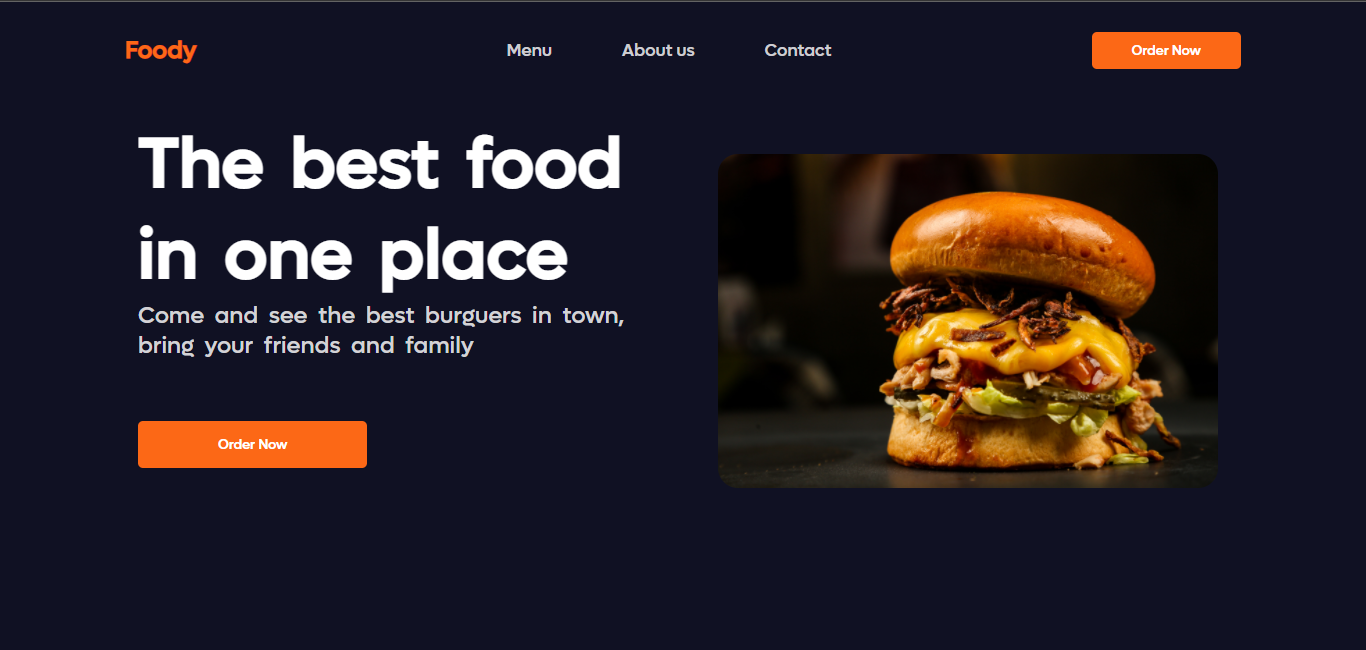 Foody
Menu
About us
Contact
Order Now
The best food
in one place
Come and see the best burguers in town,
bring your friends and family
Order Now